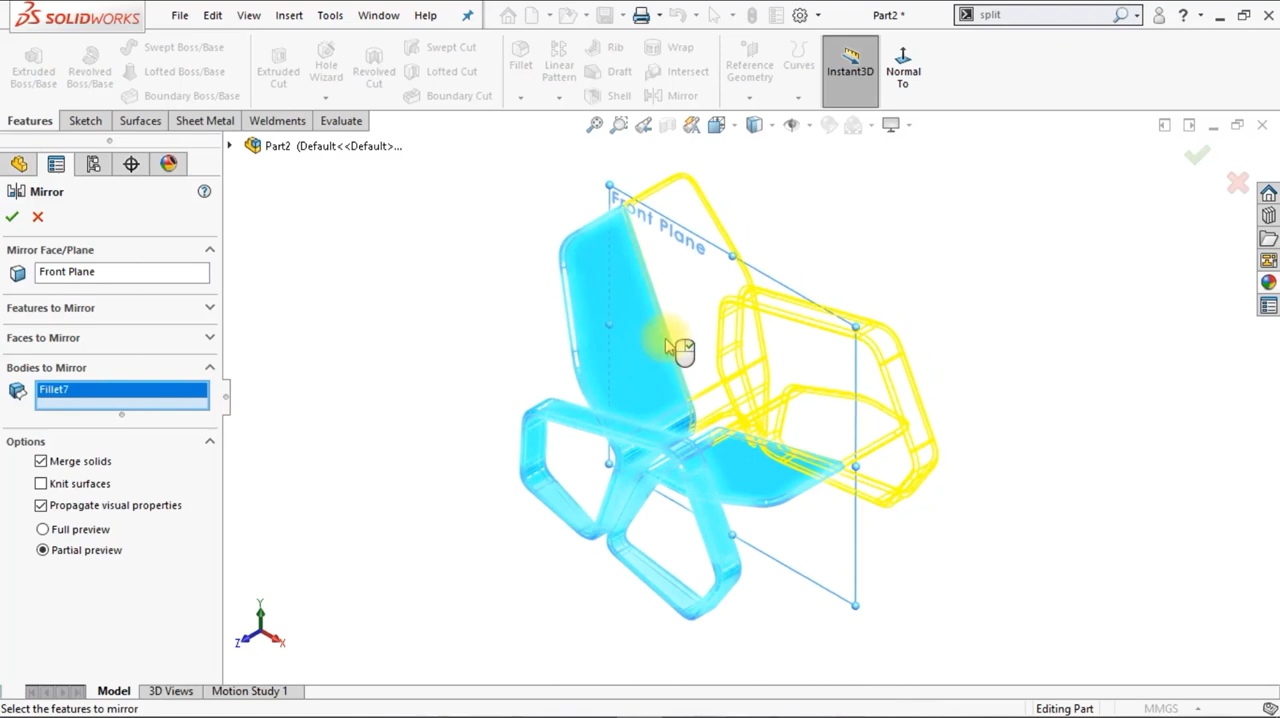 SOLIDWORKS
File Edit View Insert Tools Window Help
Part2 *
split
Extruded Boss/Base
Revolved Boss/Base
Swept Boss/Base
Lofted Boss/Base
Boundary Boss/Base
Extruded Cut
Hole Wizard
Revolved Cut
Swept Cut
Lofted Cut
Boundary Cut
Fillet
Linear Pattern
Rib
Draft
Shell
Wrap
Intersect
Mirror
Reference Geometry
Curves
Instant3D
Normal To
Features Sketch Surfaces Sheet Metal Weldments Evaluate
Part2 (Default<<Default>...
Mirror
Mirror Face/Plane
Front Plane
Features to Mirror
Faces to Mirror
Bodies to Mirror
Fillet7
Options
Merge solids
Knit surfaces
Propagate visual properties
Full preview
Partial preview
Front Plane
Y
Z
X
Model 3D Views Motion Study 1
Select the features to mirror
Editing Part
MMGS